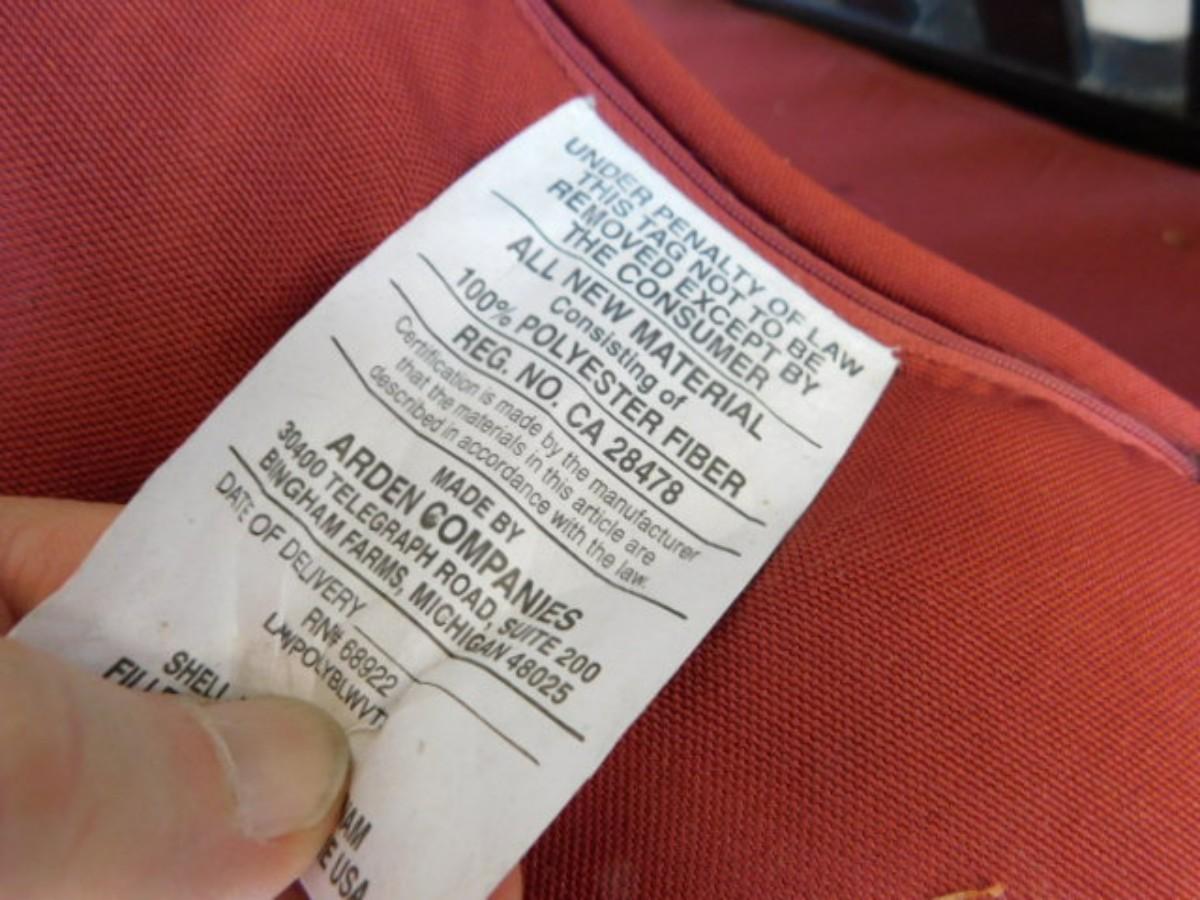 UNDER PENALTY OF LAW
THIS TAG NOT TO BE
REMOVED EXCEPT BY
THE CONSUMER
ALL NEW MATERIAL
Consisting of
100% POLYESTER FIBER
REG. NO. CA 28478
Certification is made by the manufacturer
that the materials in this article are
described in accordance with the law.
MADE BY
ARDEN COMPANIES
30400 TELEGRAPH ROAD, SUITE 200
BINGHAM FARMS, MICHIGAN 48025
DATE OF DELIVERY
RN# 68922
SHELL
USA